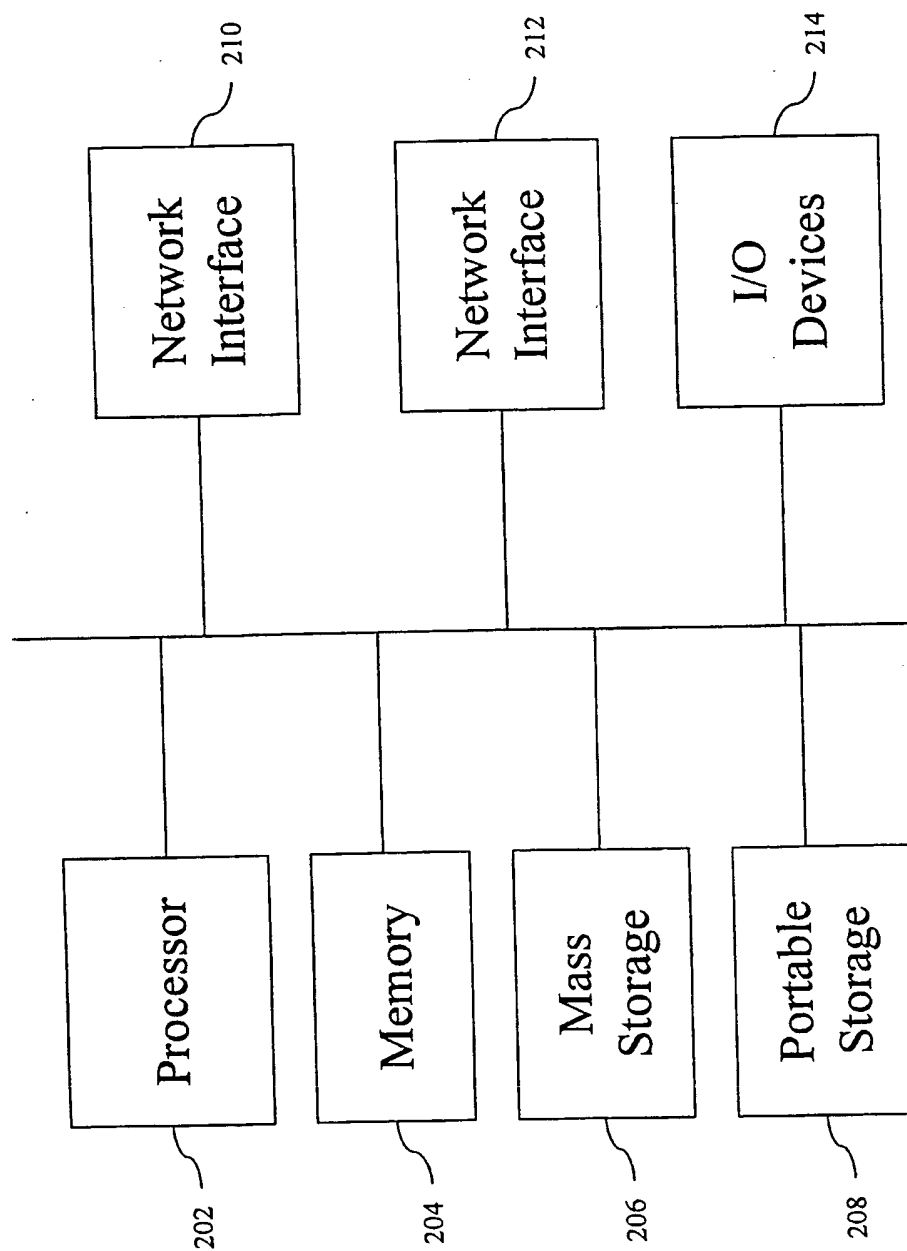 Processor
202
Memory
204
Mass
Storage
206
Portable
Storage
208
Network
Interface
210
Network
Interface
212
I/O
Devices
214